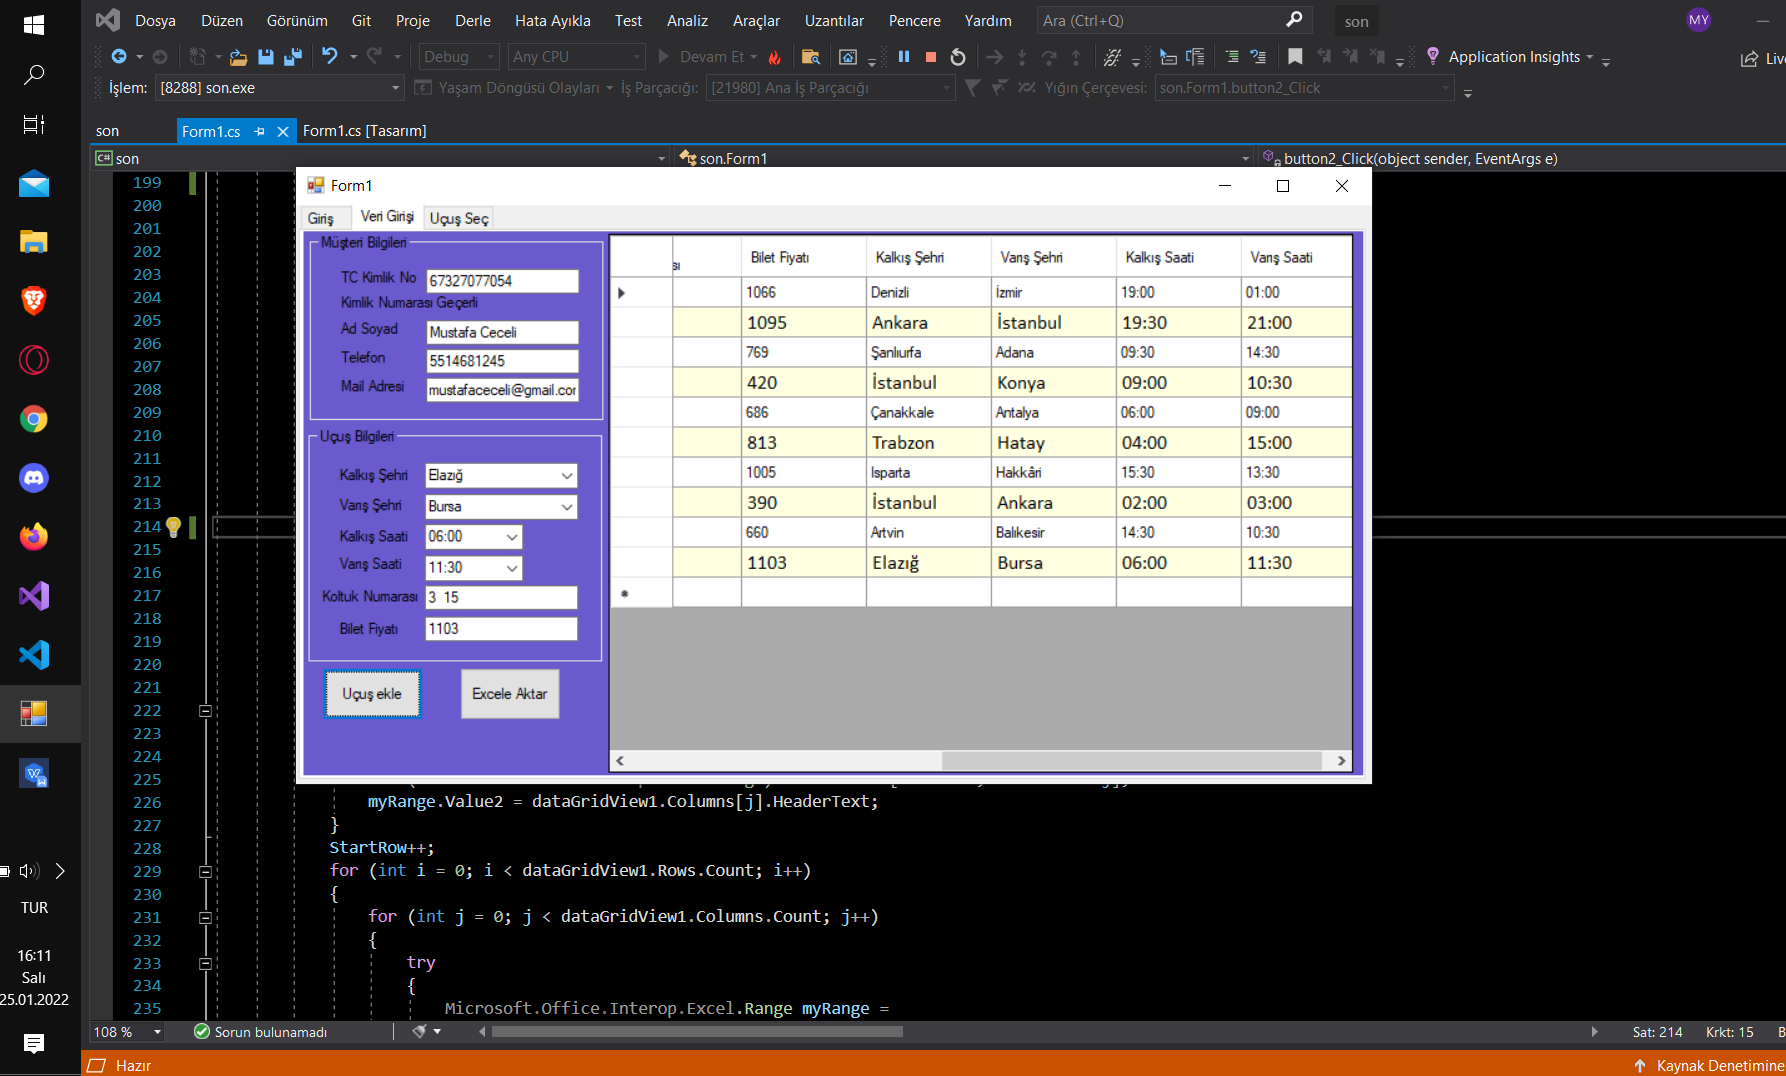 Dosya Düzen Görünüm Git Proje Derle Hata Ayıkla Test Analiz Araçlar Uzantılar Pencere Yardım Ara (Ctrl+Q) son MY
Debug Any CPU Devam Et Application Insights Live
İşlem: [8288] son.exe Yaşam Döngüsü Olayları İş Parçacığı: [21980] Ana İş Parçacığı Yığın Çerçevesi: son.Form1.button2_Click
son Form1.cs Form1.cs [Tasarım]
C# son son.Form1 button2_Click(object sender, EventArgs e)
Form1
Giriş Veri Girişi Uçuş Seç
Müşteri Bilgileri
TC Kimlik No 67327077054
Kimlik Numarası Geçerli
Ad Soyad Mustafa Ceceli
Telefon 5514681245
Mail Adresi mustafaceceli@gmail.cor
Uçuş Bilgileri
Kalkış Şehri Elazığ
Varış Şehri Bursa
Kalkış Saati 06:00
Varış Saati 11:30
Koltuk Numarası 3 15
Bilet Fiyatı 1103
Uçuş ekle Excele Aktar
sı Bilet Fiyatı Kalkış Şehri Varış Şehri Kalkış Saati Varış Saati
1066 Denizli İzmir 19:00 01:00
1095 Ankara İstanbul 19:30 21:00
769 Şanlıurfa Adana 09:30 14:30
420 İstanbul Konya 09:00 10:30
686 Çanakkale Antalya 06:00 09:00
813 Trabzon Hatay 04:00 15:00
1005 Isparta Hakkâri 15:30 13:30
390 İstanbul Ankara 02:00 03:00
660 Artvin Balıkesir 14:30 10:30
1103 Elazığ Bursa 06:00 11:30
199
200
201
202
203
204
205
206
207
208
209
210
211
212
213
214
215
216
217
218
219
220
221
222
223
224
225
226 myRange.Value2 = dataGridView1.Columns[j].HeaderText;
227 }
228 StartRow++;
229 for (int i = 0; i < dataGridView1.Rows.Count; i++)
230 {
231 for (int j = 0; j < dataGridView1.Columns.Count; j++)
232 {
233 try
234 {
235 Microsoft.Office.Interop.Excel.Range myRange =
108 % Sorun bulunamadı Sat: 214 Krkt: 15 B
Hazır Kaynak Denetimine
TUR
16:11
Salı
25.01.2022